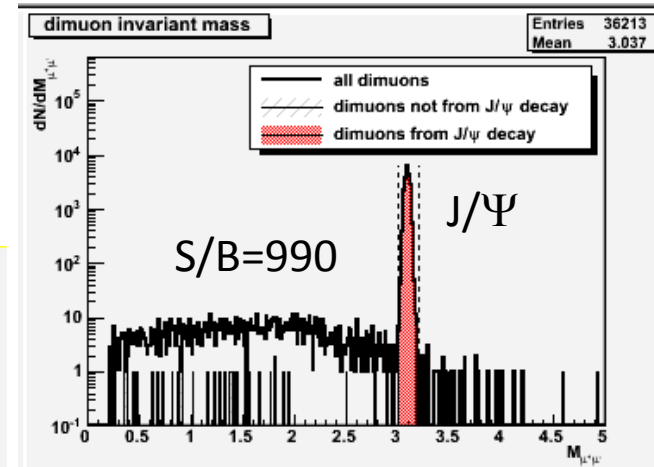 dimuon invariant mass
Entries 36213
Mean 3.037
dN/dM μ⁺μ⁻
all dimuons
dimuons not from J/ψ decay
dimuons from J/ψ decay
10⁵
10⁴
10³
10²
10
1
10⁻¹
S/B=990
J/Ψ
0 0.5 1 1.5 2 2.5 3 3.5 4 4.5 5
M μ⁺μ⁻